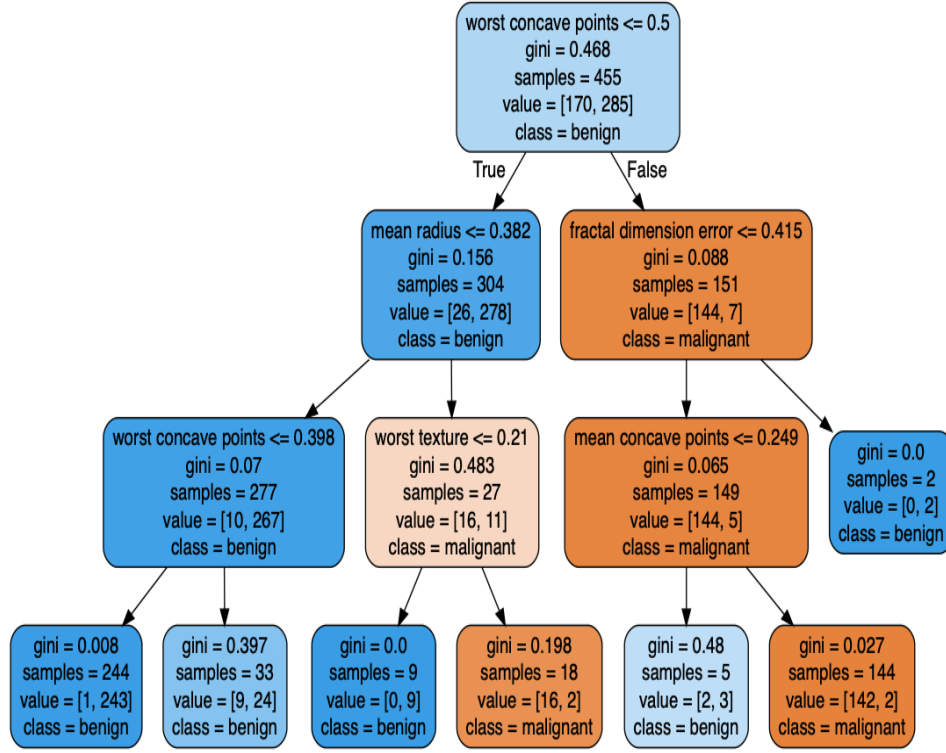 worst concave points <= 0.5
gini = 0.468
samples = 455
value = [170, 285]
class = benign
True
False
mean radius <= 0.382
gini = 0.156
samples = 304
value = [26, 278]
class = benign
fractal dimension error <= 0.415
gini = 0.088
samples = 151
value = [144, 7]
class = malignant
worst concave points <= 0.398
gini = 0.07
samples = 277
value = [10, 267]
class = benign
worst texture <= 0.21
gini = 0.483
samples = 27
value = [16, 11]
class = malignant
mean concave points <= 0.249
gini = 0.065
samples = 149
value = [144, 5]
class = malignant
gini = 0.0
samples = 2
value = [0, 2]
class = benign
gini = 0.008
samples = 244
value = [1, 243]
class = benign
gini = 0.397
samples = 33
value = [9, 24]
class = benign
gini = 0.0
samples = 9
value = [0, 9]
class = benign
gini = 0.198
samples = 18
value = [16, 2]
class = malignant
gini = 0.48
samples = 5
value = [2, 3]
class = benign
gini = 0.027
samples = 144
value = [142, 2]
class = malignant